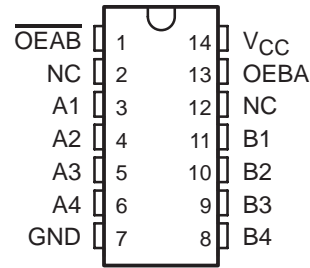 O̅E̅A̅B̅ 1 14 VCC
NC 2 13 OEBA
A1 3 12 NC
A2 4 11 B1
A3 5 10 B2
A4 6 9 B3
GND 7 8 B4